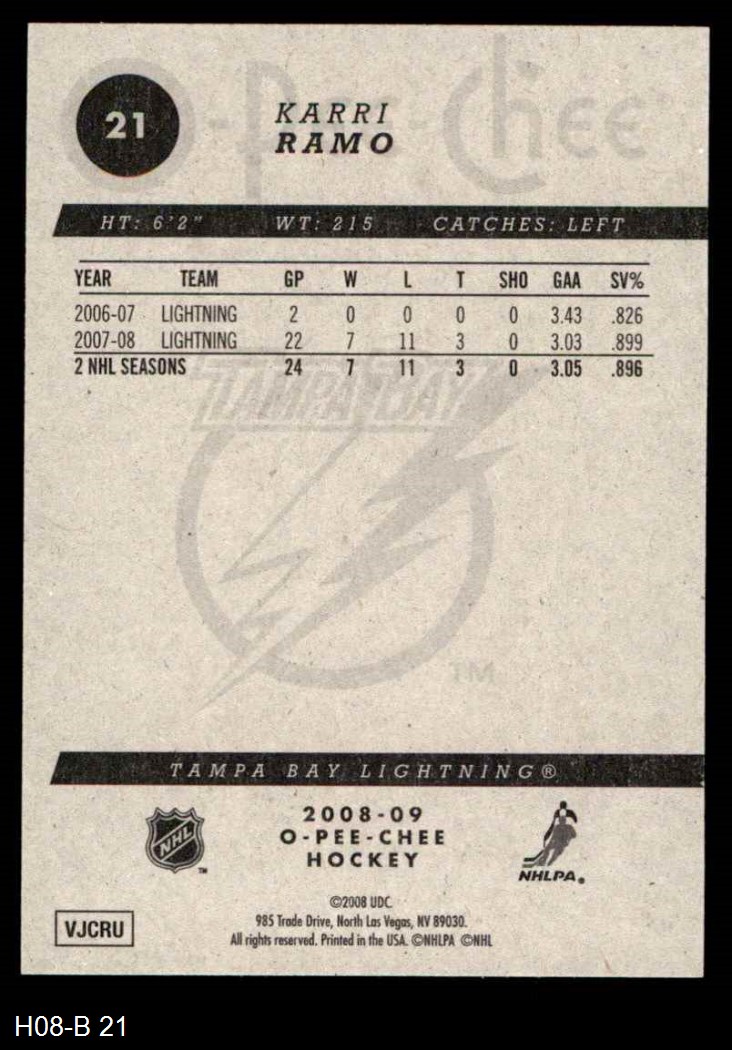 O-Pee-Chee
21
KARRI
RAMO
HT: 6'2" WT: 215 CATCHES: LEFT
YEAR TEAM GP W L T SHO GAA SV%
2006-07 LIGHTNING 2 0 0 0 0 3.43 .826
2007-08 LIGHTNING 22 7 11 3 0 3.03 .899
2 NHL SEASONS 24 7 11 3 0 3.05 .896
TAMPA BAY
TM
TAMPA BAY LIGHTNING®
NHL
TM
2008-09
O-PEE-CHEE
HOCKEY
NHLPA®
©2008 UDC.
985 Trade Drive, North Las Vegas, NV 89030.
All rights reserved. Printed in the USA. ©NHLPA ©NHL
VJCRU
H08-B 21